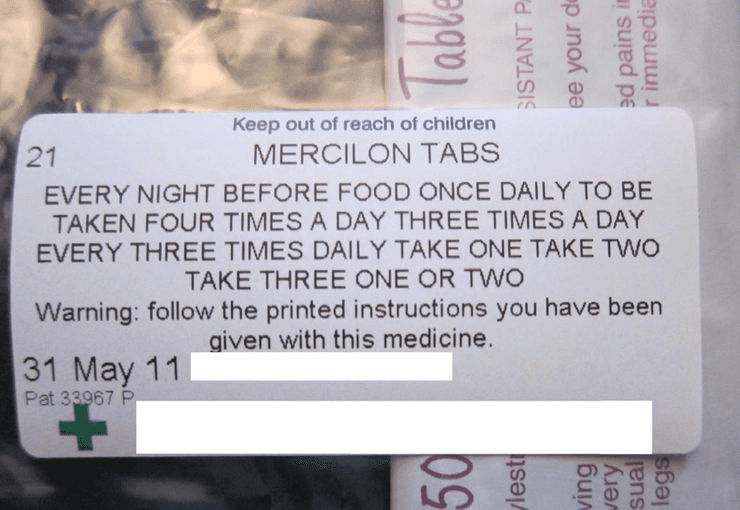 Keep out of reach of children
21 MERCILON TABS
EVERY NIGHT BEFORE FOOD ONCE DAILY TO BE
TAKEN FOUR TIMES A DAY THREE TIMES A DAY
EVERY THREE TIMES DAILY TAKE ONE TAKE TWO
TAKE THREE ONE OR TWO
Warning: follow the printed instructions you have been
given with this medicine.
31 May 11
Pat 33967 P
Table
SISTANT P
ee your d
ed pains i
r immedia
50
lest
ving
very
sual
legs